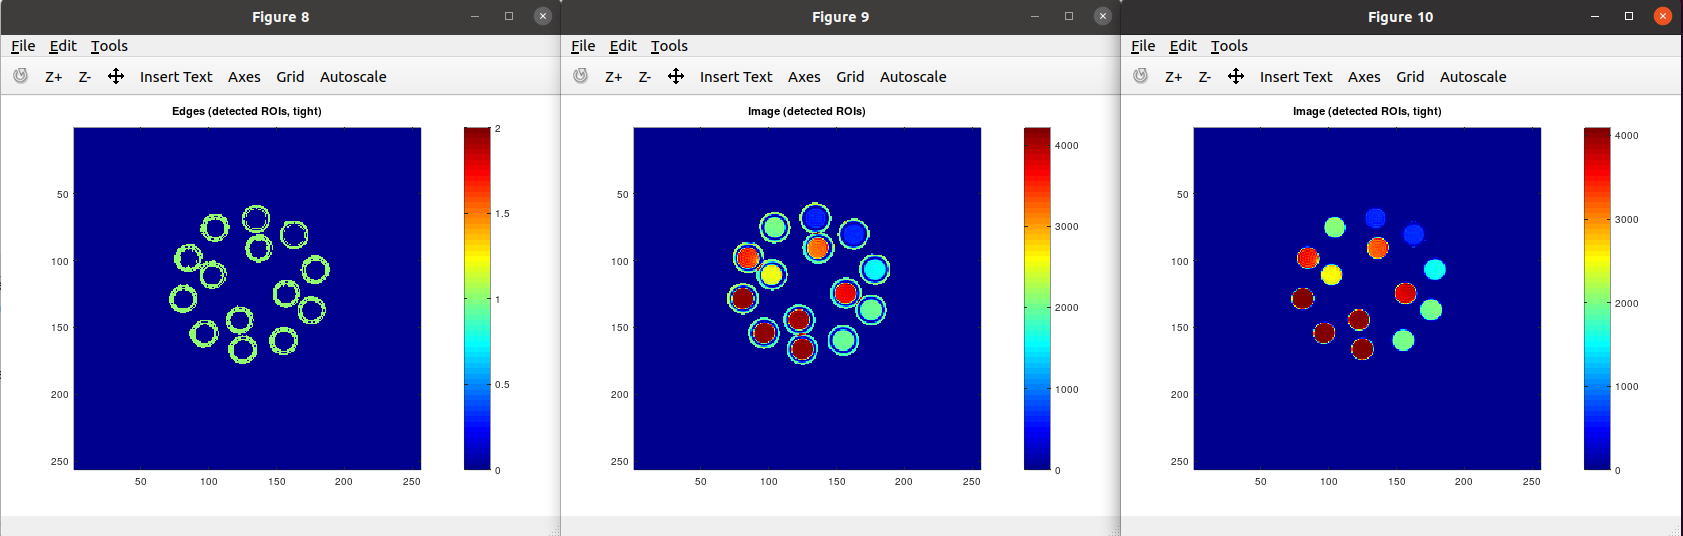 Figure 8
File Edit Tools
Z+ Z- Insert Text Axes Grid Autoscale
Edges (detected ROIs, tight)
50
100
150
200
250
50 100 150 200 250
2
1.5
1
0.5
0
Figure 9
File Edit Tools
Z+ Z- Insert Text Axes Grid Autoscale
Image (detected ROIs)
50
100
150
200
250
50 100 150 200 250
4000
3000
2000
1000
0
Figure 10
File Edit Tools
Z+ Z- Insert Text Axes Grid Autoscale
Image (detected ROIs, tight)
50
100
150
200
250
50 100 150 200 250
4000
3000
2000
1000
0